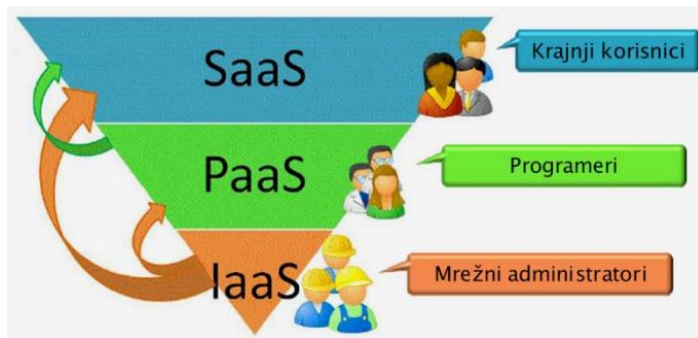 SaaS
Krajnji korisnici
PaaS
Programeri
IaaS
Mrežni administratori